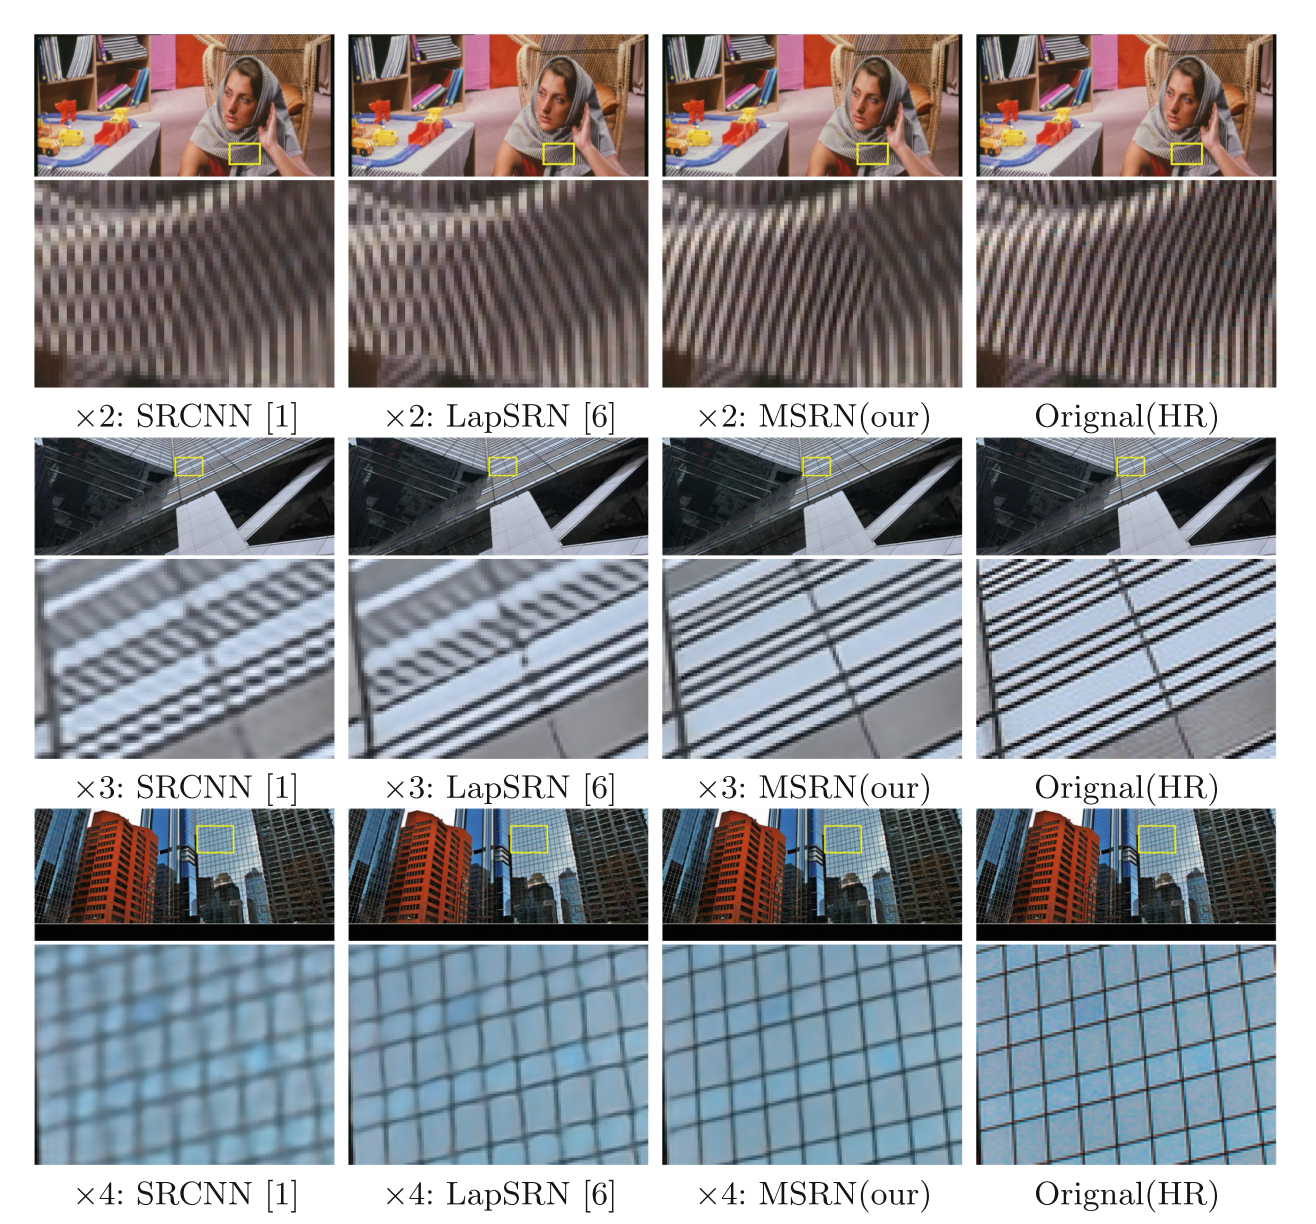 ×2: SRCNN [1] ×2: LapSRN [6] ×2: MSRN(our) Orignal(HR)
×3: SRCNN [1] ×3: LapSRN [6] ×3: MSRN(our) Orignal(HR)
×4: SRCNN [1] ×4: LapSRN [6] ×4: MSRN(our) Orignal(HR)